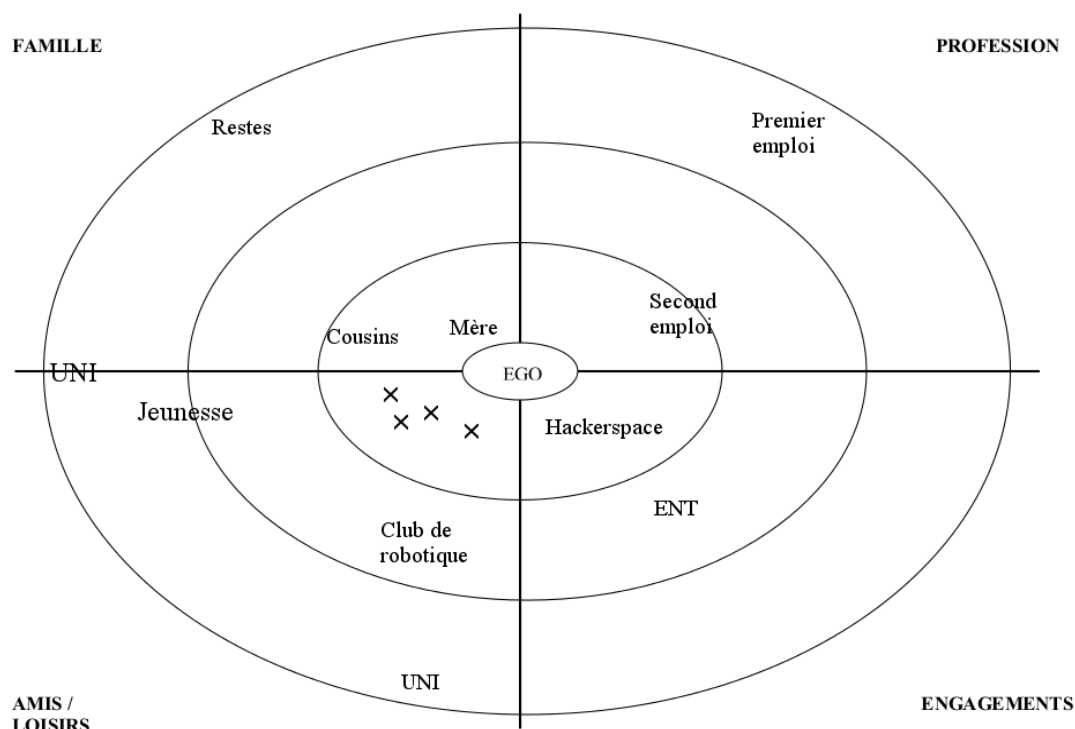 FAMILLE
PROFESSION
Restes
Premier
emploi
Second
emploi
Cousins
Mère
UNI
EGO
Jeunesse
Hackerspace
ENT
Club de
robotique
UNI
AMIS /
LOISIRS
ENGAGEMENTS